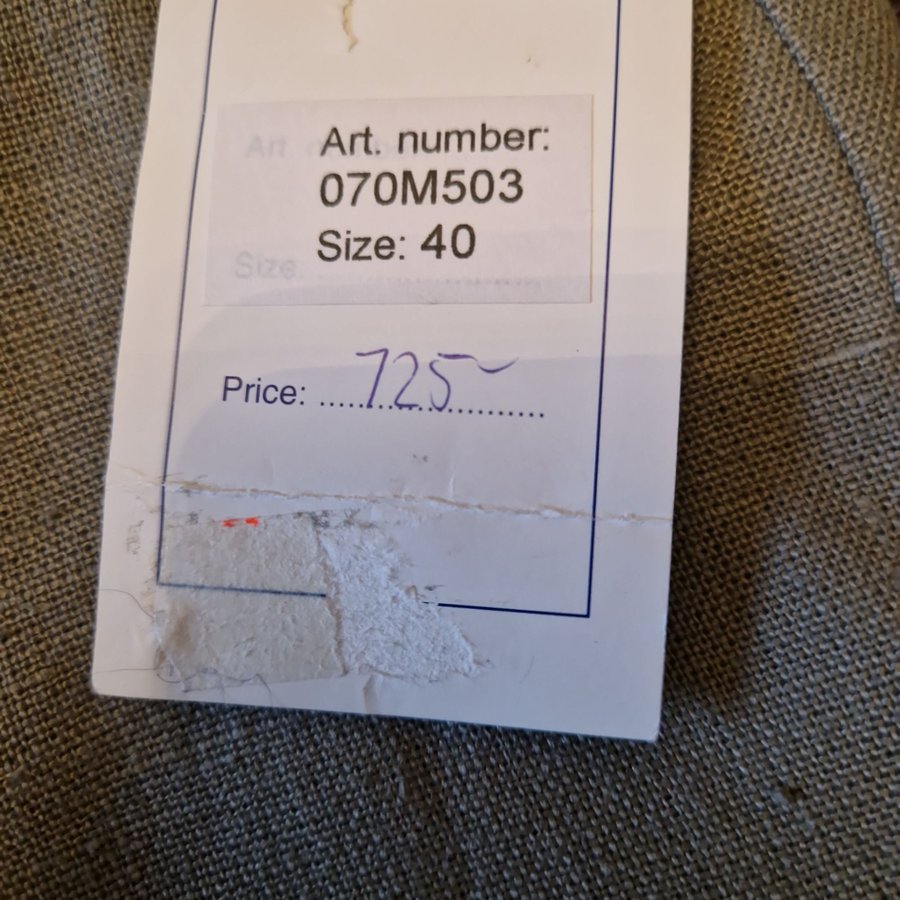 Art. number:
070M503
Size: 40
Price: 725~